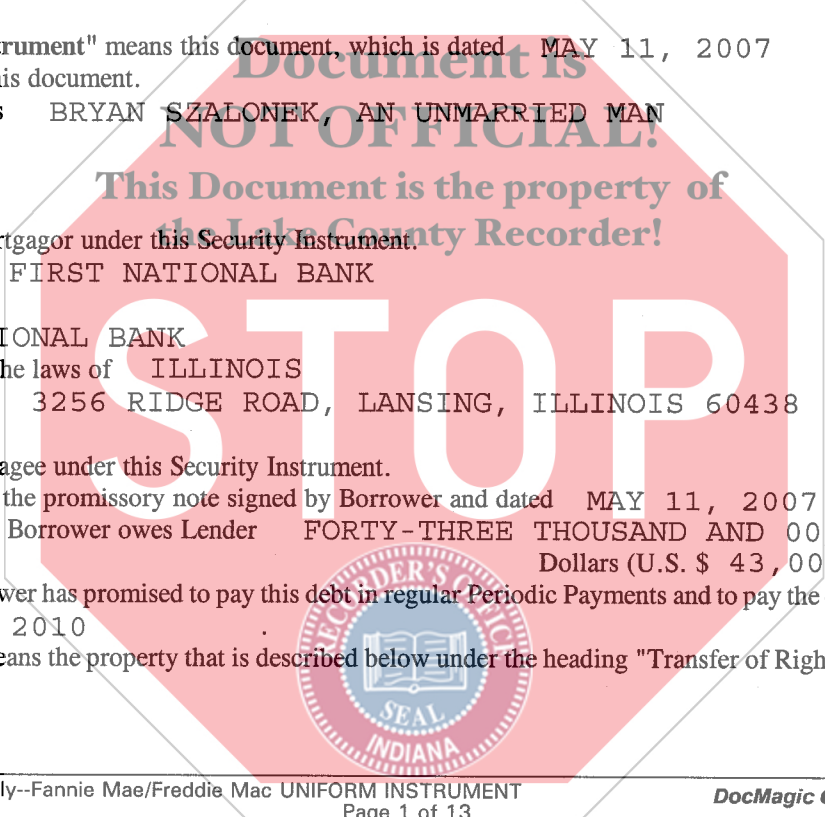 Document is
rument" means this document, which is dated MAY 11, 2007
is document.
NOT OFFICIAL!
s BRYAN SZALONEK, AN UNMARRIED MAN
This Document is the property of
the Lake County Recorder!
rtgagor under this Security Instrument.
FIRST NATIONAL BANK
STOP
IONAL BANK
he laws of ILLINOIS
3256 RIDGE ROAD, LANSING, ILLINOIS 60438
agee under this Security Instrument.
the promissory note signed by Borrower and dated MAY 11, 2007
Borrower owes Lender FORTY-THREE THOUSAND AND 00
Dollars (U.S. $ 43,00
wer has promised to pay this debt in regular Periodic Payments and to pay the
2010 .
eans the property that is described below under the heading "Transfer of Righ
RECORDER'S OFFICE
SEAL
INDIANA
ly--Fannie Mae/Freddie Mac UNIFORM INSTRUMENT
Page 1 of 13
DocMagic